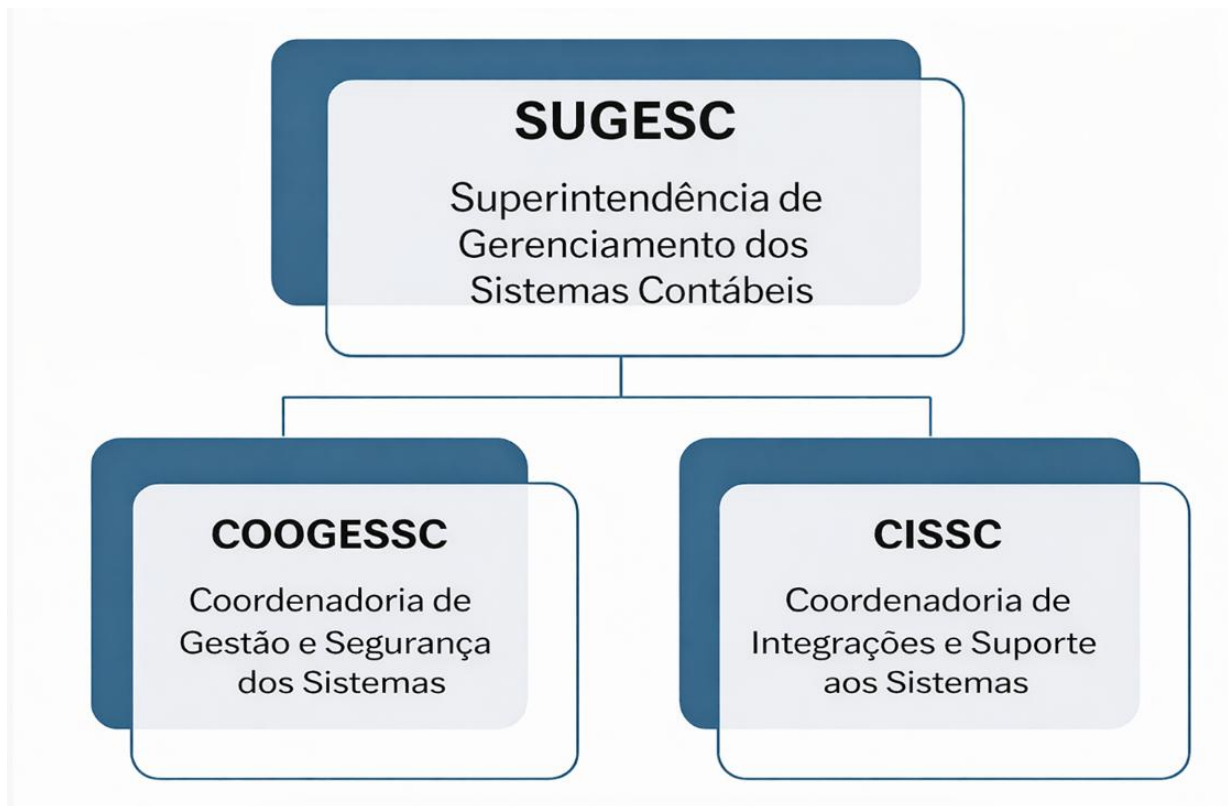 SUGESC
Superintendência de
Gerenciamento dos
Sistemas Contábeis
COOGESSC
Coordenadoria de
Gestão e Segurança
dos Sistemas
CISSC
Coordenadoria de
Integrações e Suporte
aos Sistemas